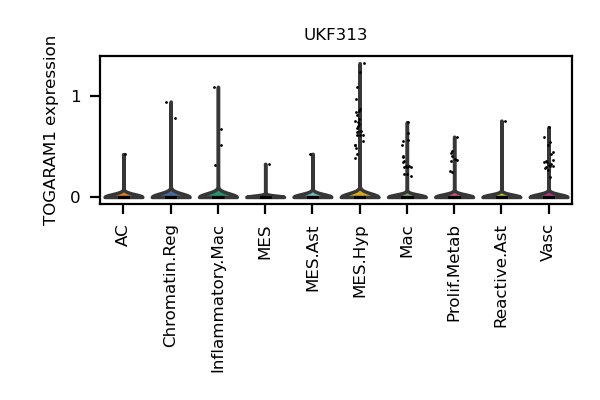 UKF313
TOGARAM1 expression
1
0
AC
Chromatin.Reg
Inflammatory.Mac
MES
MES.Ast
MES.Hyp
Mac
Prolif.Metab
Reactive.Ast
Vasc